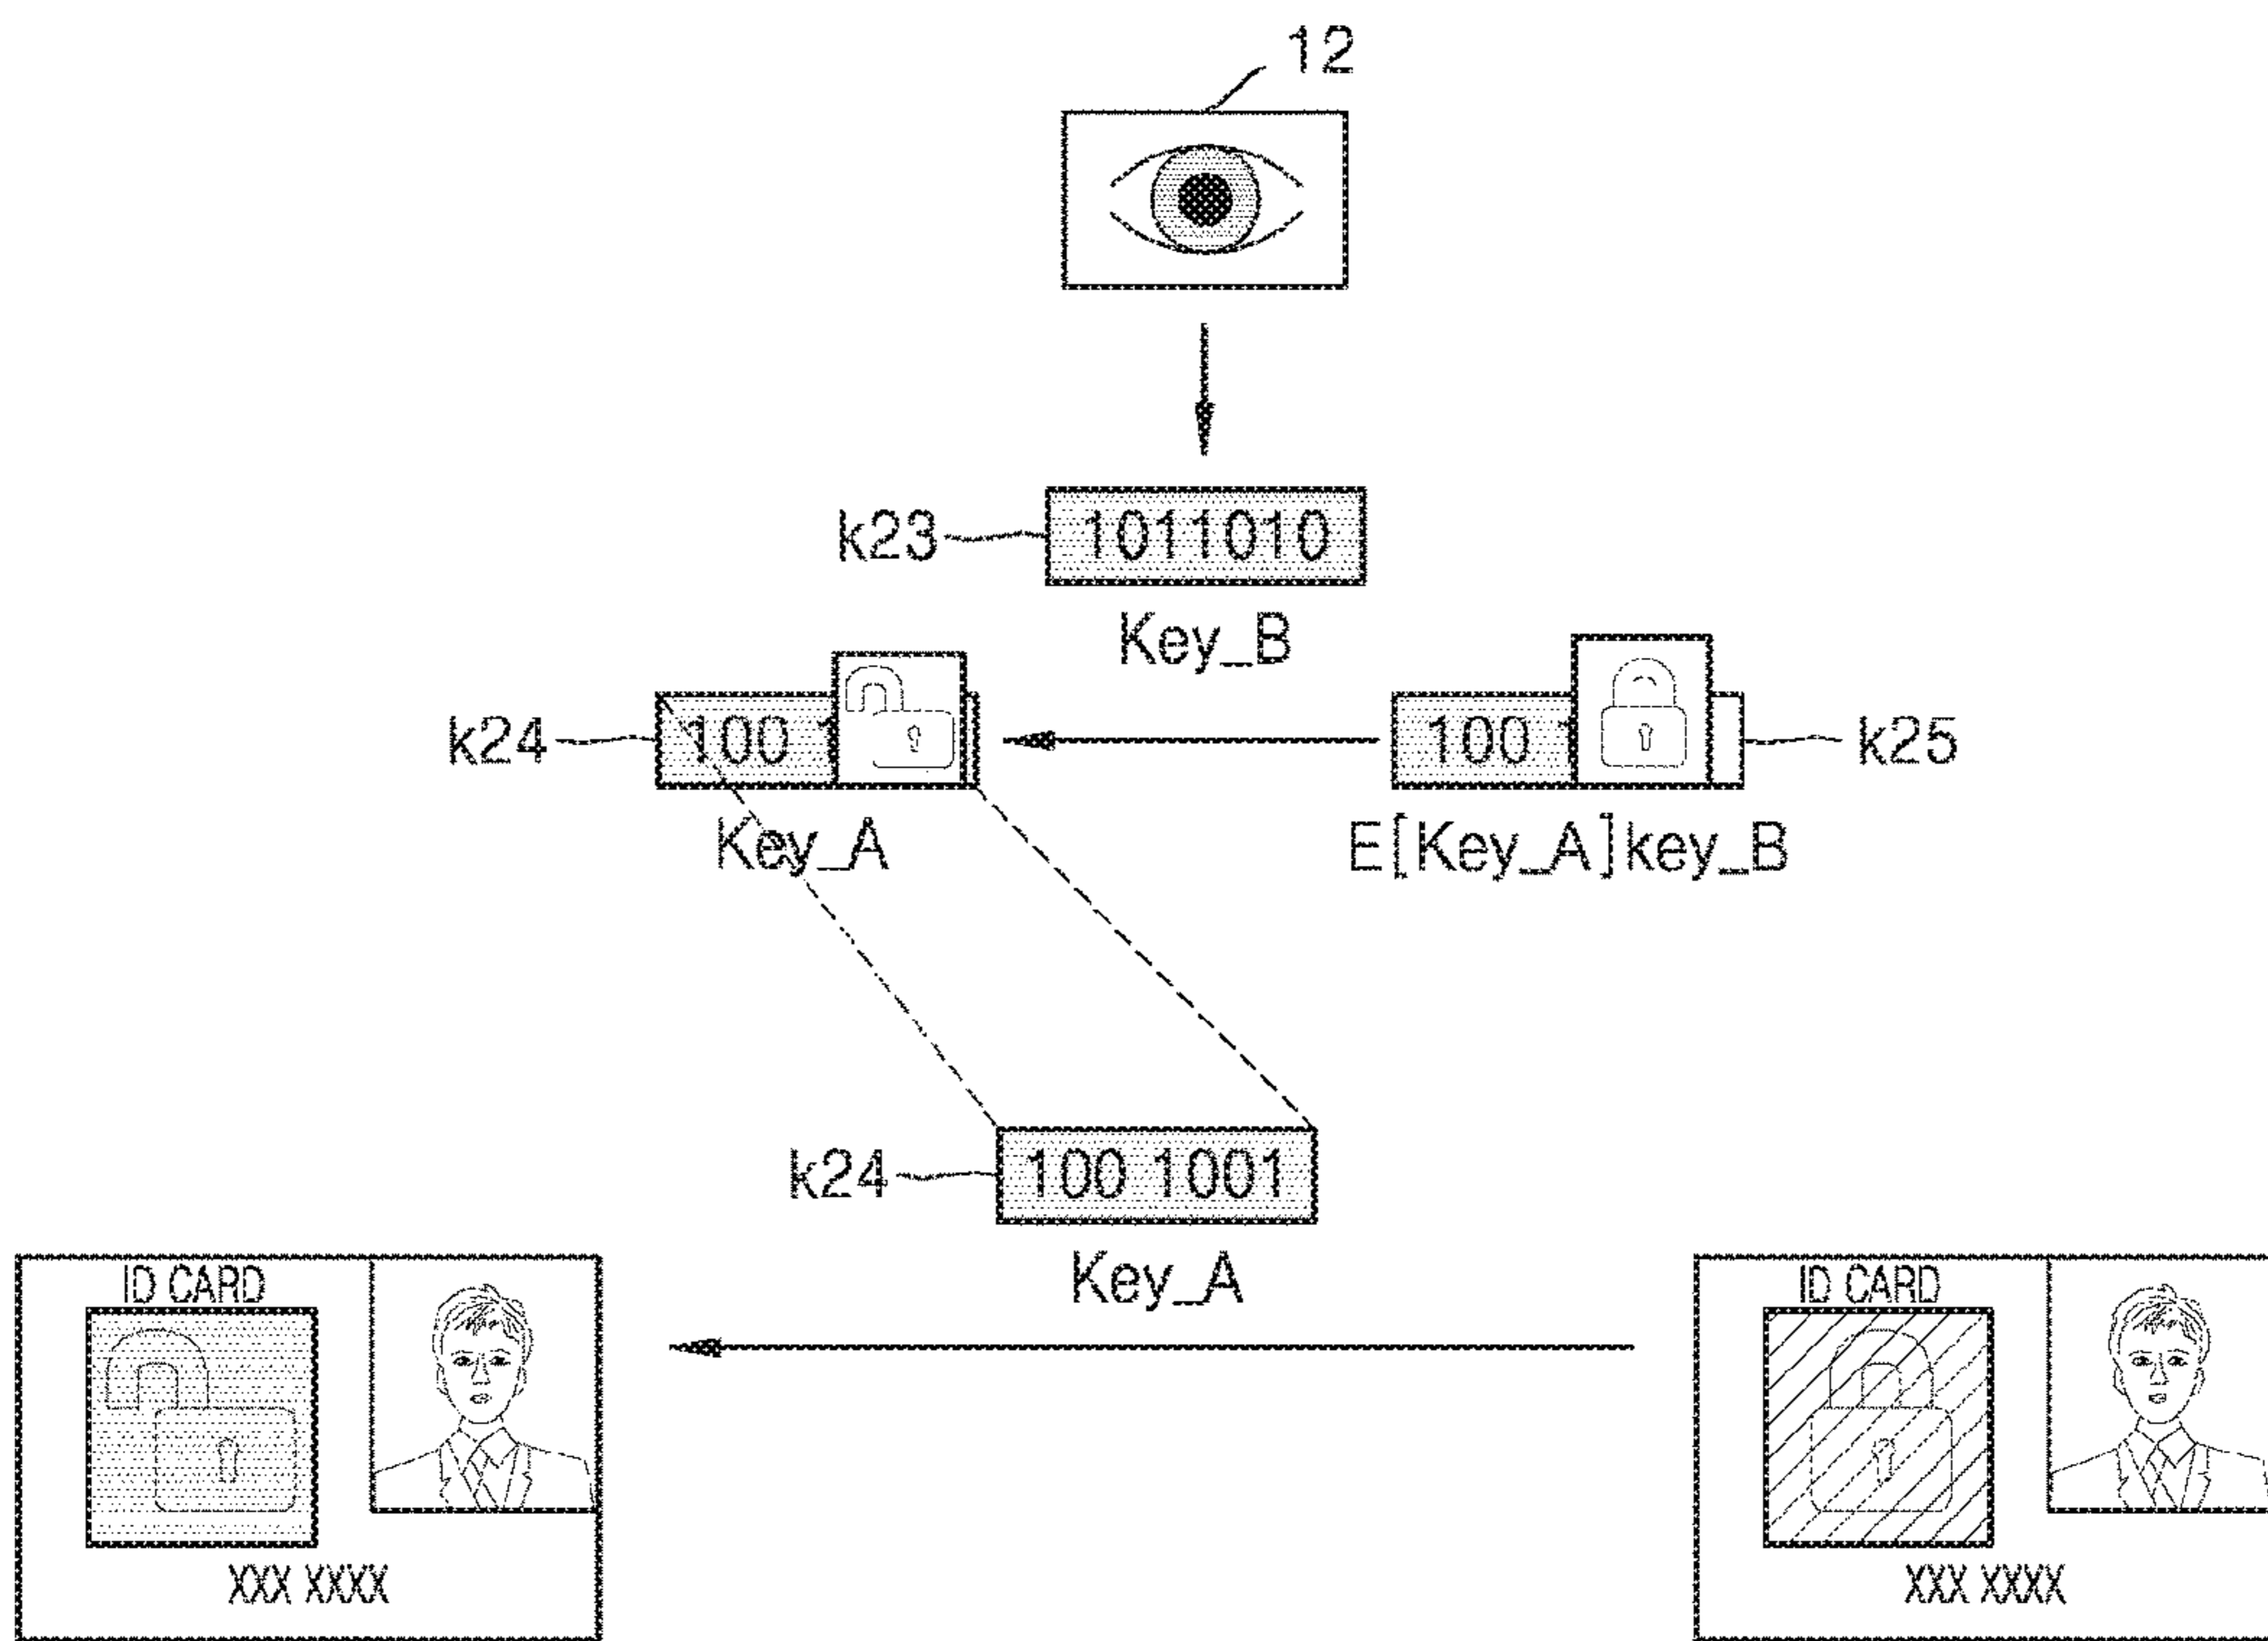 12
k23 1011010
Key_B
k24 100 1
100 1 k25
Key_A
E[Key_A]key_B
k24 100 1001
Key_A
ID CARD
XXX XXXX
ID CARD
XXX XXXX